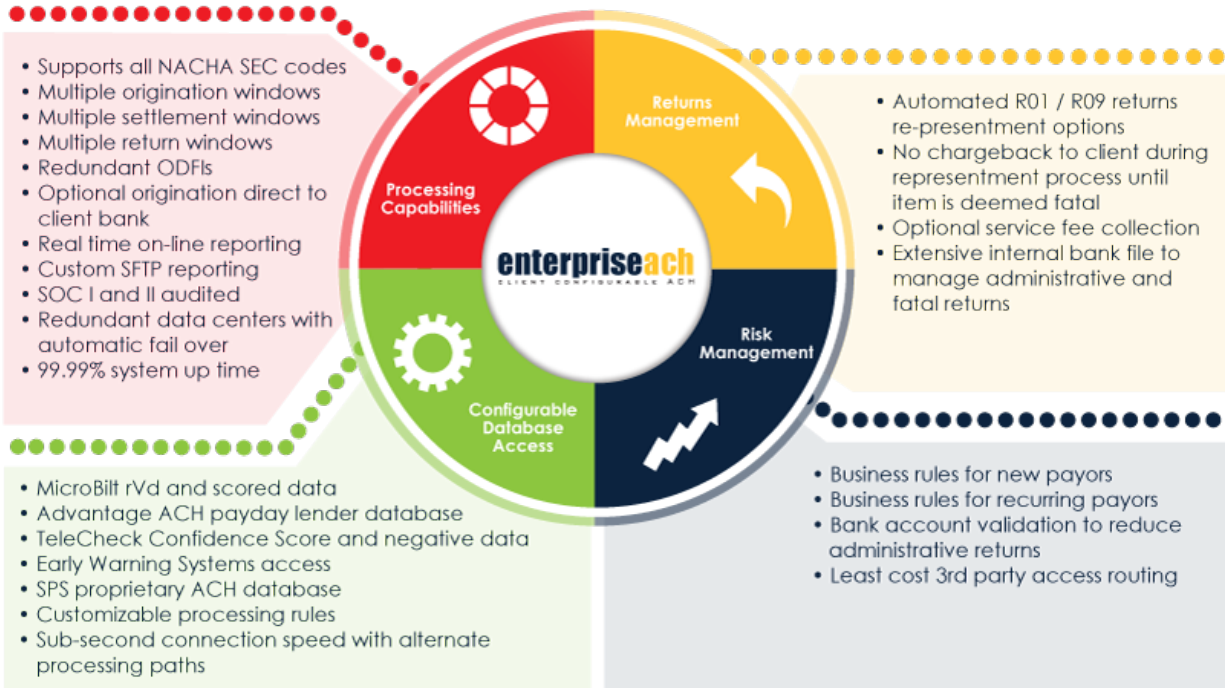 • Supports all NACHA SEC codes
• Multiple origination windows
• Multiple settlement windows
• Multiple return windows
• Redundant ODFIs
• Optional origination direct to
client bank
• Real time on-line reporting
• Custom SFTP reporting
• SOC I and II audited
• Redundant data centers with
automatic fail over
• 99.99% system up time
Processing
Capabilities
Returns
Management
• Automated R01 / R09 returns
re-presentment options
• No chargeback to client during
representment process until
item is deemed fatal
• Optional service fee collection
• Extensive internal bank file to
manage administrative and
fatal returns
enterpriseach
CLIENT CONFIGURABLE ACH
Configurable
Database
Access
Risk
Management
• MicroBilt rVd and scored data
• Advantage ACH payday lender database
• TeleCheck Confidence Score and negative data
• Early Warning Systems access
• SPS proprietary ACH database
• Customizable processing rules
• Sub-second connection speed with alternate
processing paths
• Business rules for new payors
• Business rules for recurring payors
• Bank account validation to reduce
administrative returns
• Least cost 3rd party access routing